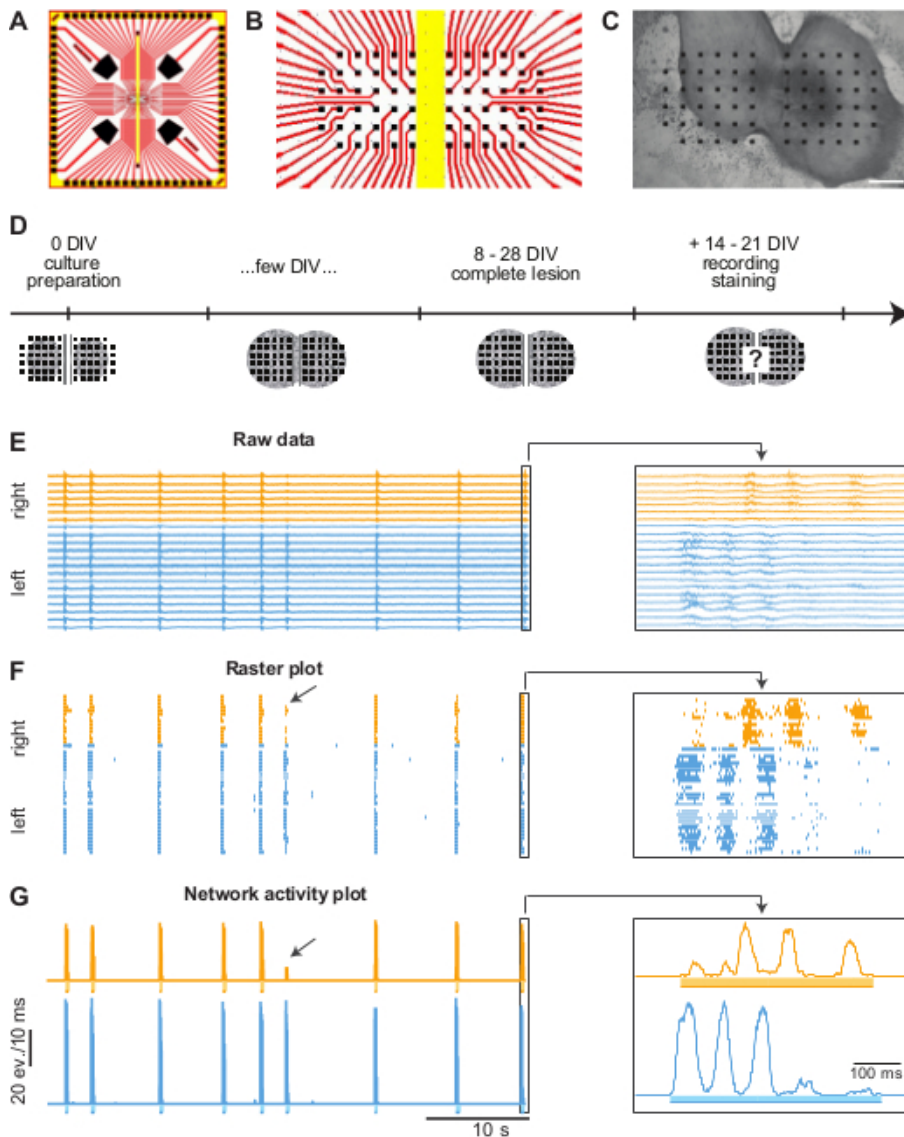 A
B
C
D
0 DIV
culture
preparation
...few DIV...
8 - 28 DIV
complete lesion
+ 14 - 21 DIV
recording
staining
?
E
Raw data
right
left
F
Raster plot
right
left
G
Network activity plot
20 ev./10 ms
100 ms
10 s